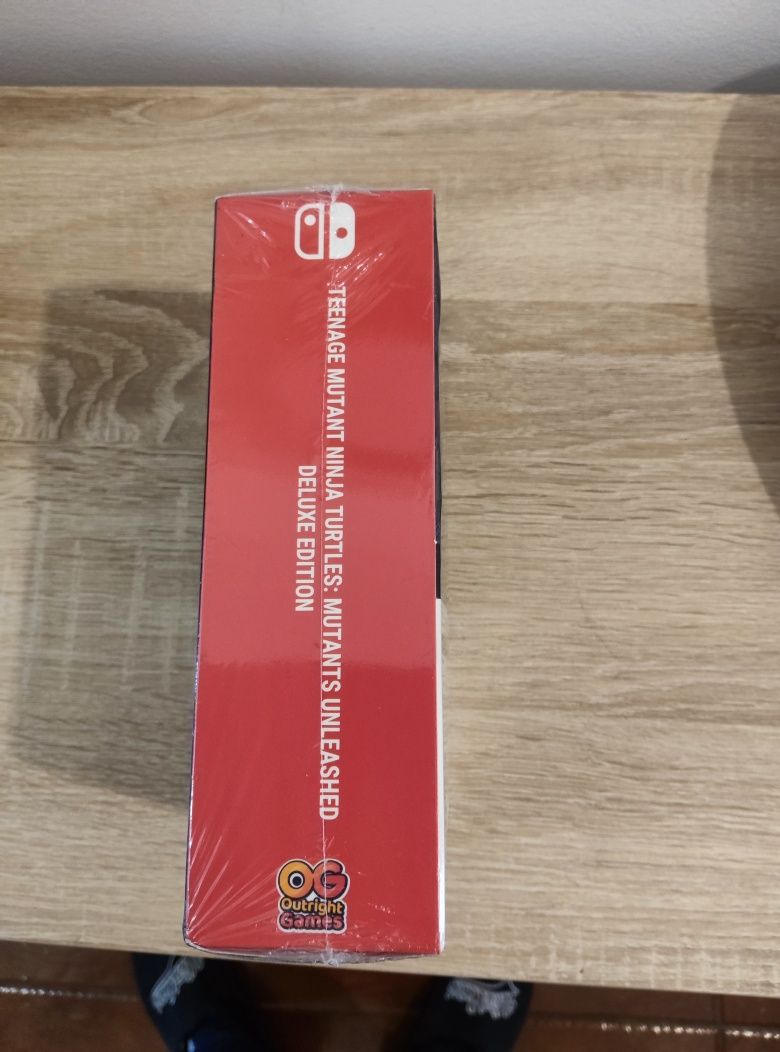 TEENAGE MUTANT NINJA TURTLES: MUTANTS UNLEASHED
DELUXE EDITION
OG
Outright
Games